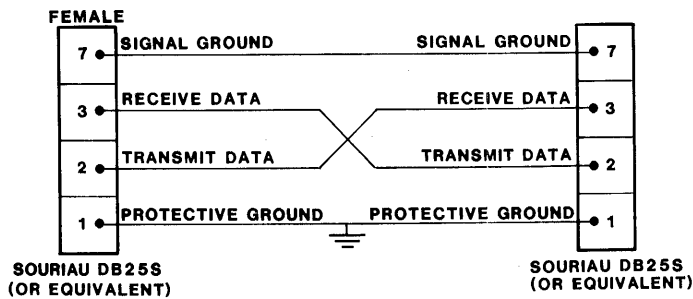 FEMALE
7 SIGNAL GROUND SIGNAL GROUND 7
3 RECEIVE DATA RECEIVE DATA 3
2 TRANSMIT DATA TRANSMIT DATA 2
1 PROTECTIVE GROUND PROTECTIVE GROUND 1
SOURIAU DB25S SOURIAU DB25S
(OR EQUIVALENT) (OR EQUIVALENT)